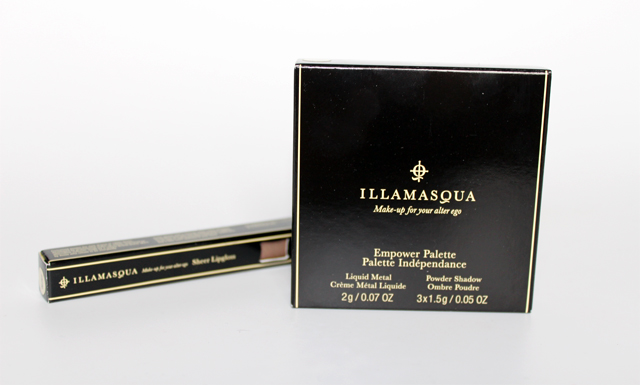 ILLAMASQUA
Make-up for your alter ego
Empower Palette
Palette Indépendance
Liquid Metal
Crème Métal Liquide
2g / 0.07 OZ
Powder Shadow
Ombre Poudre
3x1.5g / 0.05 OZ
ILLAMASQUA Make-up for your alter ego Sheer Lipgloss